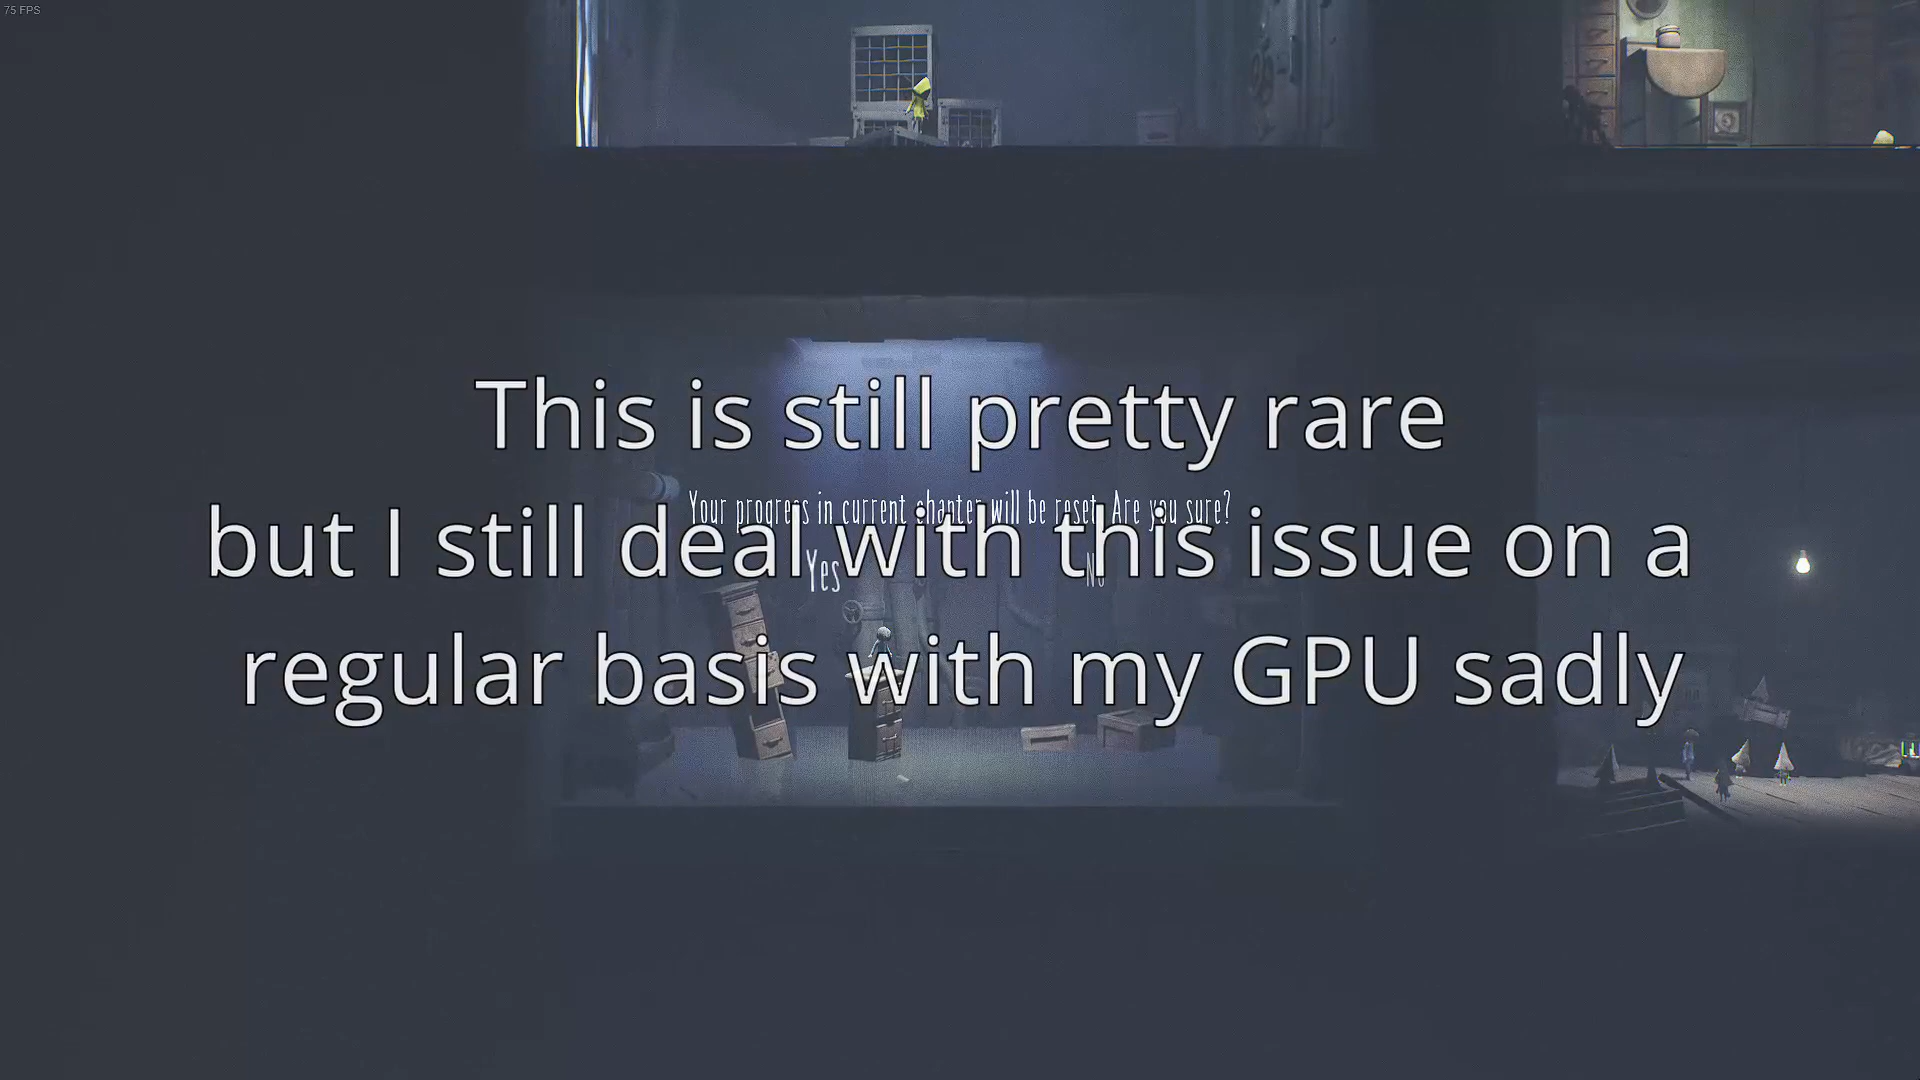 75 FPS
This is still pretty rare
Your progress in current chapter will be reset. Are you sure?
but I still deal with this issue on a
Yes
No
regular basis with my GPU sadly